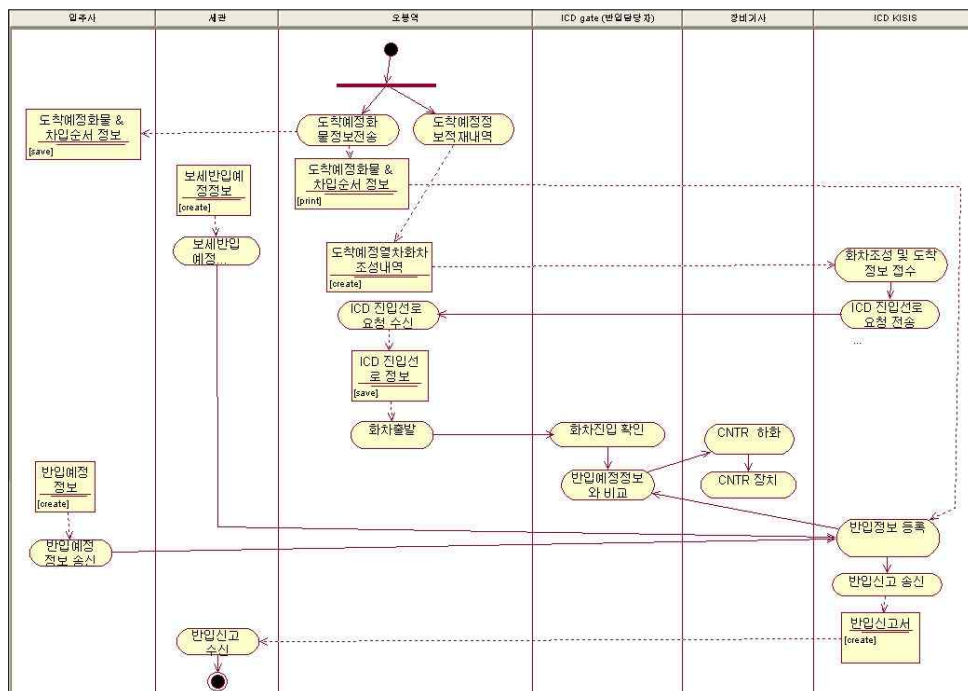 입주사
세관
오봉역
ICD gate (반입담당자)
장비기사
ICD KISIS
도착예정화물 &
차입순서 정보
[save]
도착예정화
물정보전송
도착예정정
보적재내역
도착예정화물 &
차입순서 정보
[print]
보세반입예
정정보
[create]
보세반입
예정...
도착예정열차화차
조성내역
[create]
화차조성 및 도착
정보 접수
ICD 진입선로
요청 수신
ICD 진입선로
요청 전송
...
ICD 진입선
로 정보
[save]
화차출발
화차진입 확인
CNTR 하화
반입예정정보
와 비교
CNTR 장치
반입예정
정보
[create]
반입예정
정보 송신
반입정보 등록
반입신고 송신
반입신고서
[create]
반입신고
수신